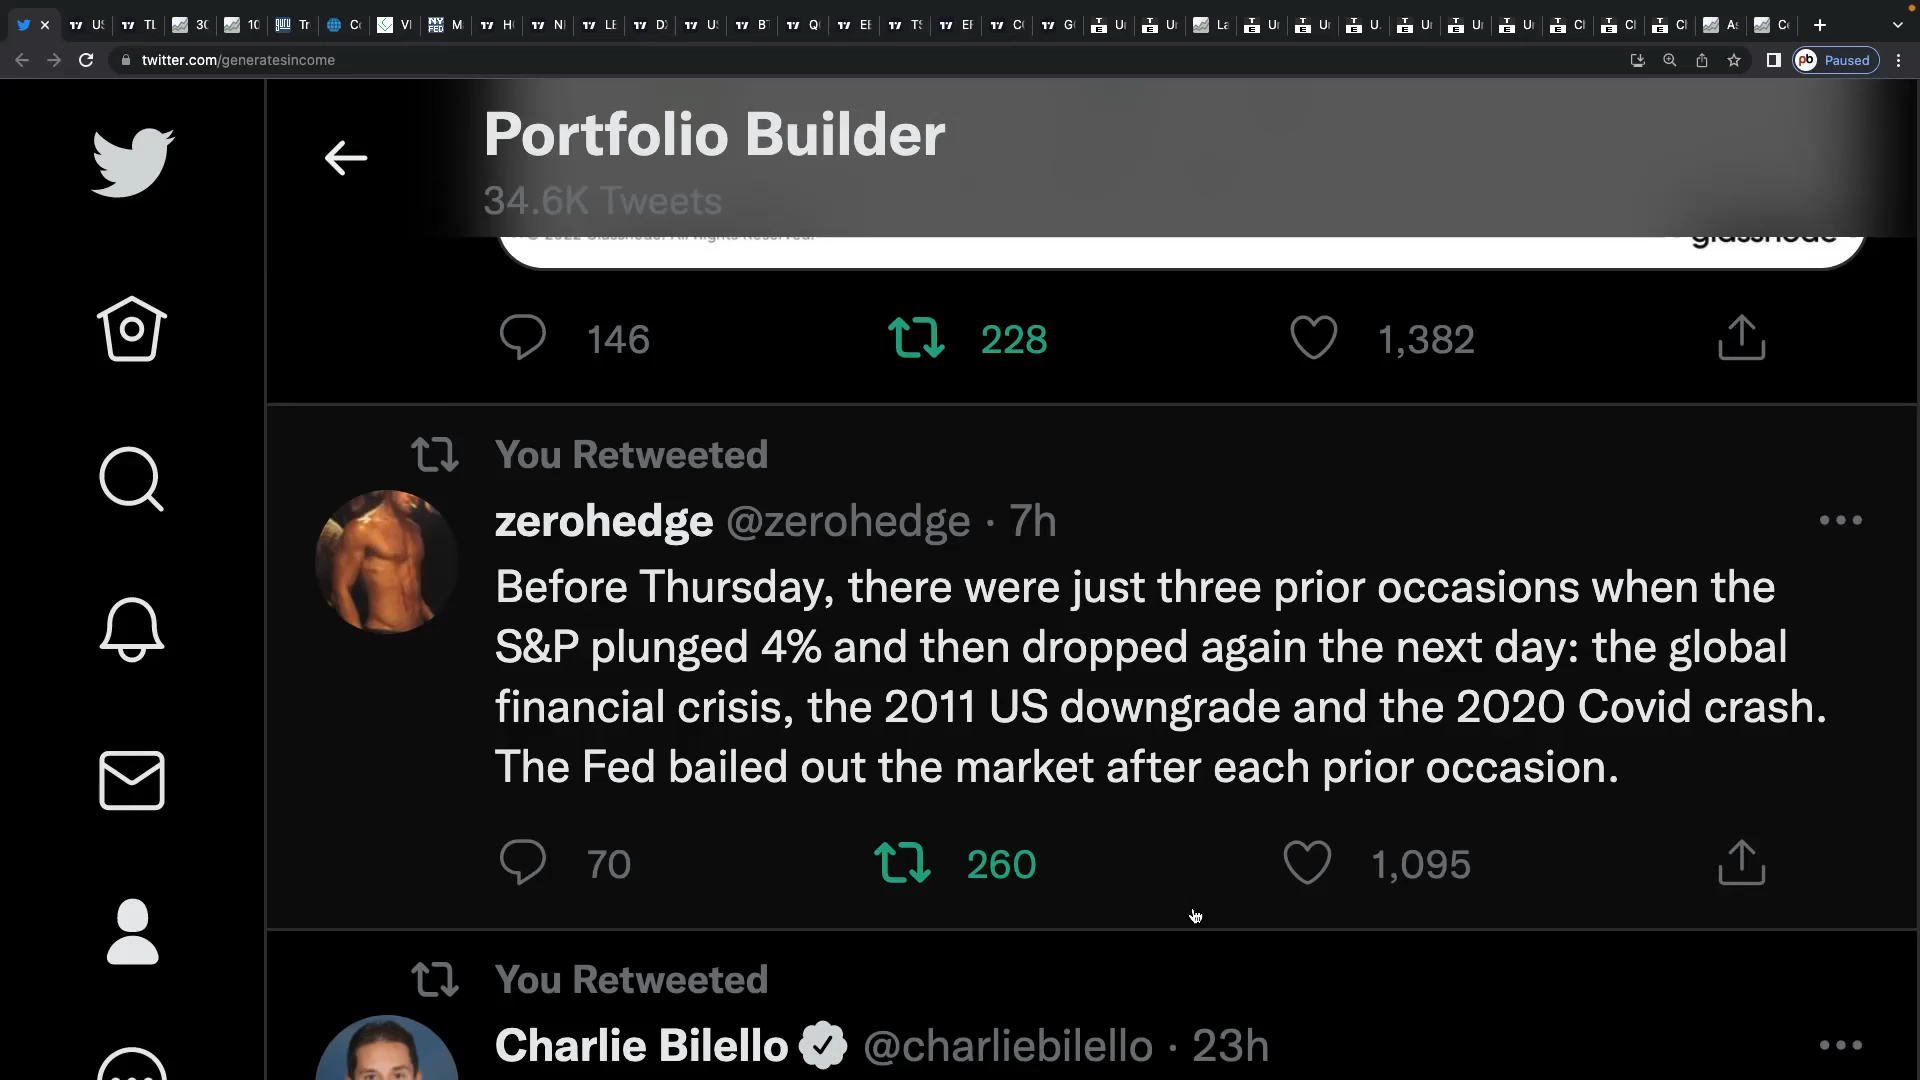 twitter.com/generatesincome
Paused
Portfolio Builder
34.6K Tweets
glassnode
146
228
1,382
You Retweeted
zerohedge @zerohedge · 7h
Before Thursday, there were just three prior occasions when the
S&P plunged 4% and then dropped again the next day: the global
financial crisis, the 2011 US downgrade and the 2020 Covid crash.
The Fed bailed out the market after each prior occasion.
70
260
1,095
You Retweeted
Charlie Bilello @charliebilello · 23h